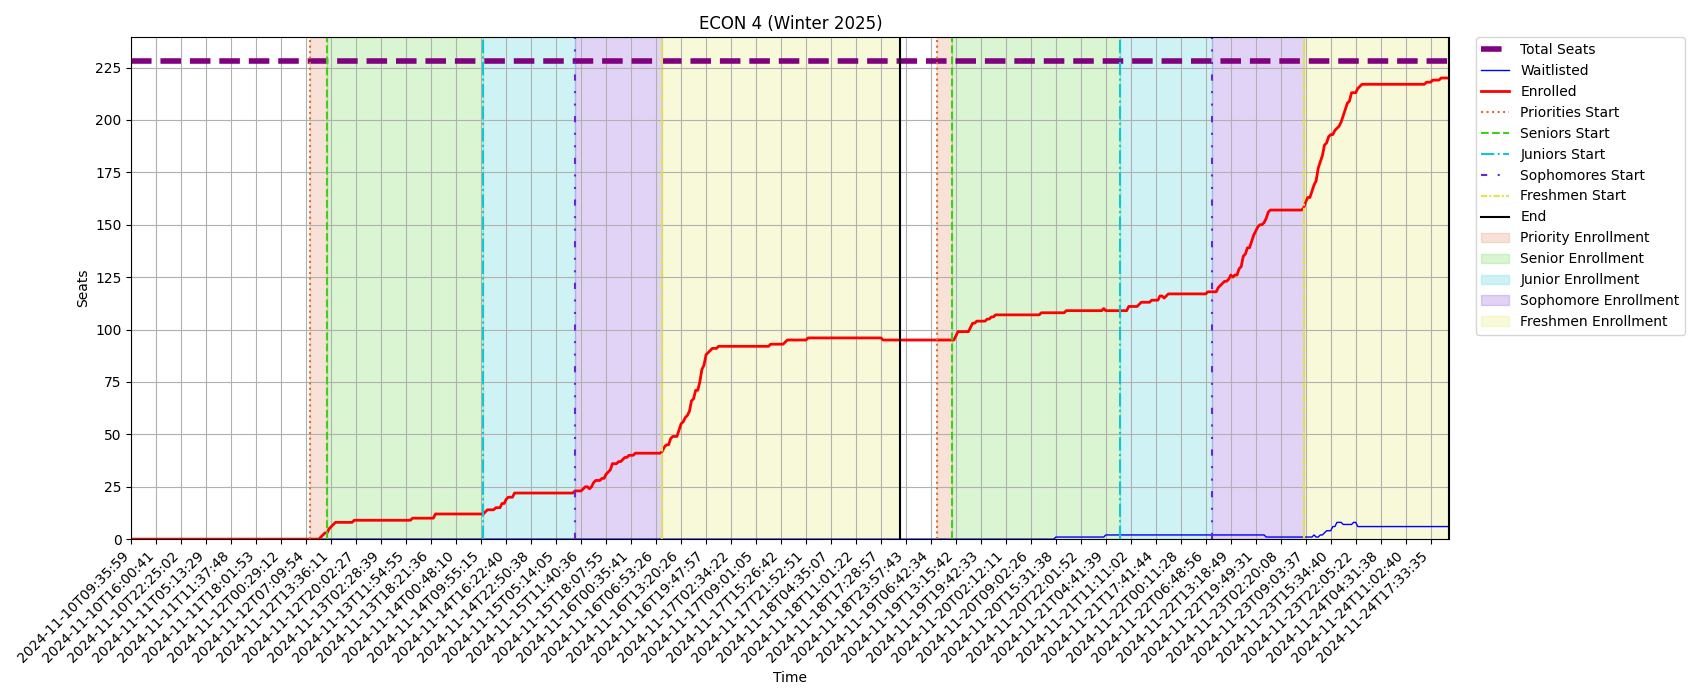 ECON 4 (Winter 2025)
Seats
225
200
175
150
125
100
75
50
25
0
2024-11-10T09:35:59
2024-11-10T16:00:41
2024-11-10T22:25:02
2024-11-11T05:13:29
2024-11-11T11:37:48
2024-11-11T18:01:53
2024-11-12T00:29:12
2024-11-12T07:09:54
2024-11-12T13:36:11
2024-11-12T20:02:27
2024-11-13T02:28:39
2024-11-13T11:54:55
2024-11-13T18:21:36
2024-11-14T00:48:10
2024-11-14T09:55:15
2024-11-14T16:22:40
2024-11-14T22:50:38
2024-11-15T05:14:05
2024-11-15T11:40:36
2024-11-15T18:07:55
2024-11-16T00:35:41
2024-11-16T06:53:26
2024-11-16T13:20:26
2024-11-16T19:47:57
2024-11-17T02:34:22
2024-11-17T09:01:05
2024-11-17T15:26:42
2024-11-17T21:52:51
2024-11-18T04:35:07
2024-11-18T11:01:22
2024-11-18T17:28:57
2024-11-18T23:57:43
2024-11-19T06:42:34
2024-11-19T13:15:42
2024-11-19T19:42:33
2024-11-20T02:12:11
2024-11-20T09:02:26
2024-11-20T15:31:38
2024-11-20T22:01:52
2024-11-21T04:41:39
2024-11-21T11:11:02
2024-11-21T17:41:44
2024-11-22T00:11:28
2024-11-22T06:48:56
2024-11-22T13:18:49
2024-11-22T19:49:31
2024-11-23T02:20:08
2024-11-23T09:03:37
2024-11-23T15:34:40
2024-11-23T22:05:22
2024-11-24T04:31:38
2024-11-24T11:02:40
2024-11-24T17:33:35
Time
Total Seats
Waitlisted
Enrolled
Priorities Start
Seniors Start
Juniors Start
Sophomores Start
Freshmen Start
End
Priority Enrollment
Senior Enrollment
Junior Enrollment
Sophomore Enrollment
Freshmen Enrollment